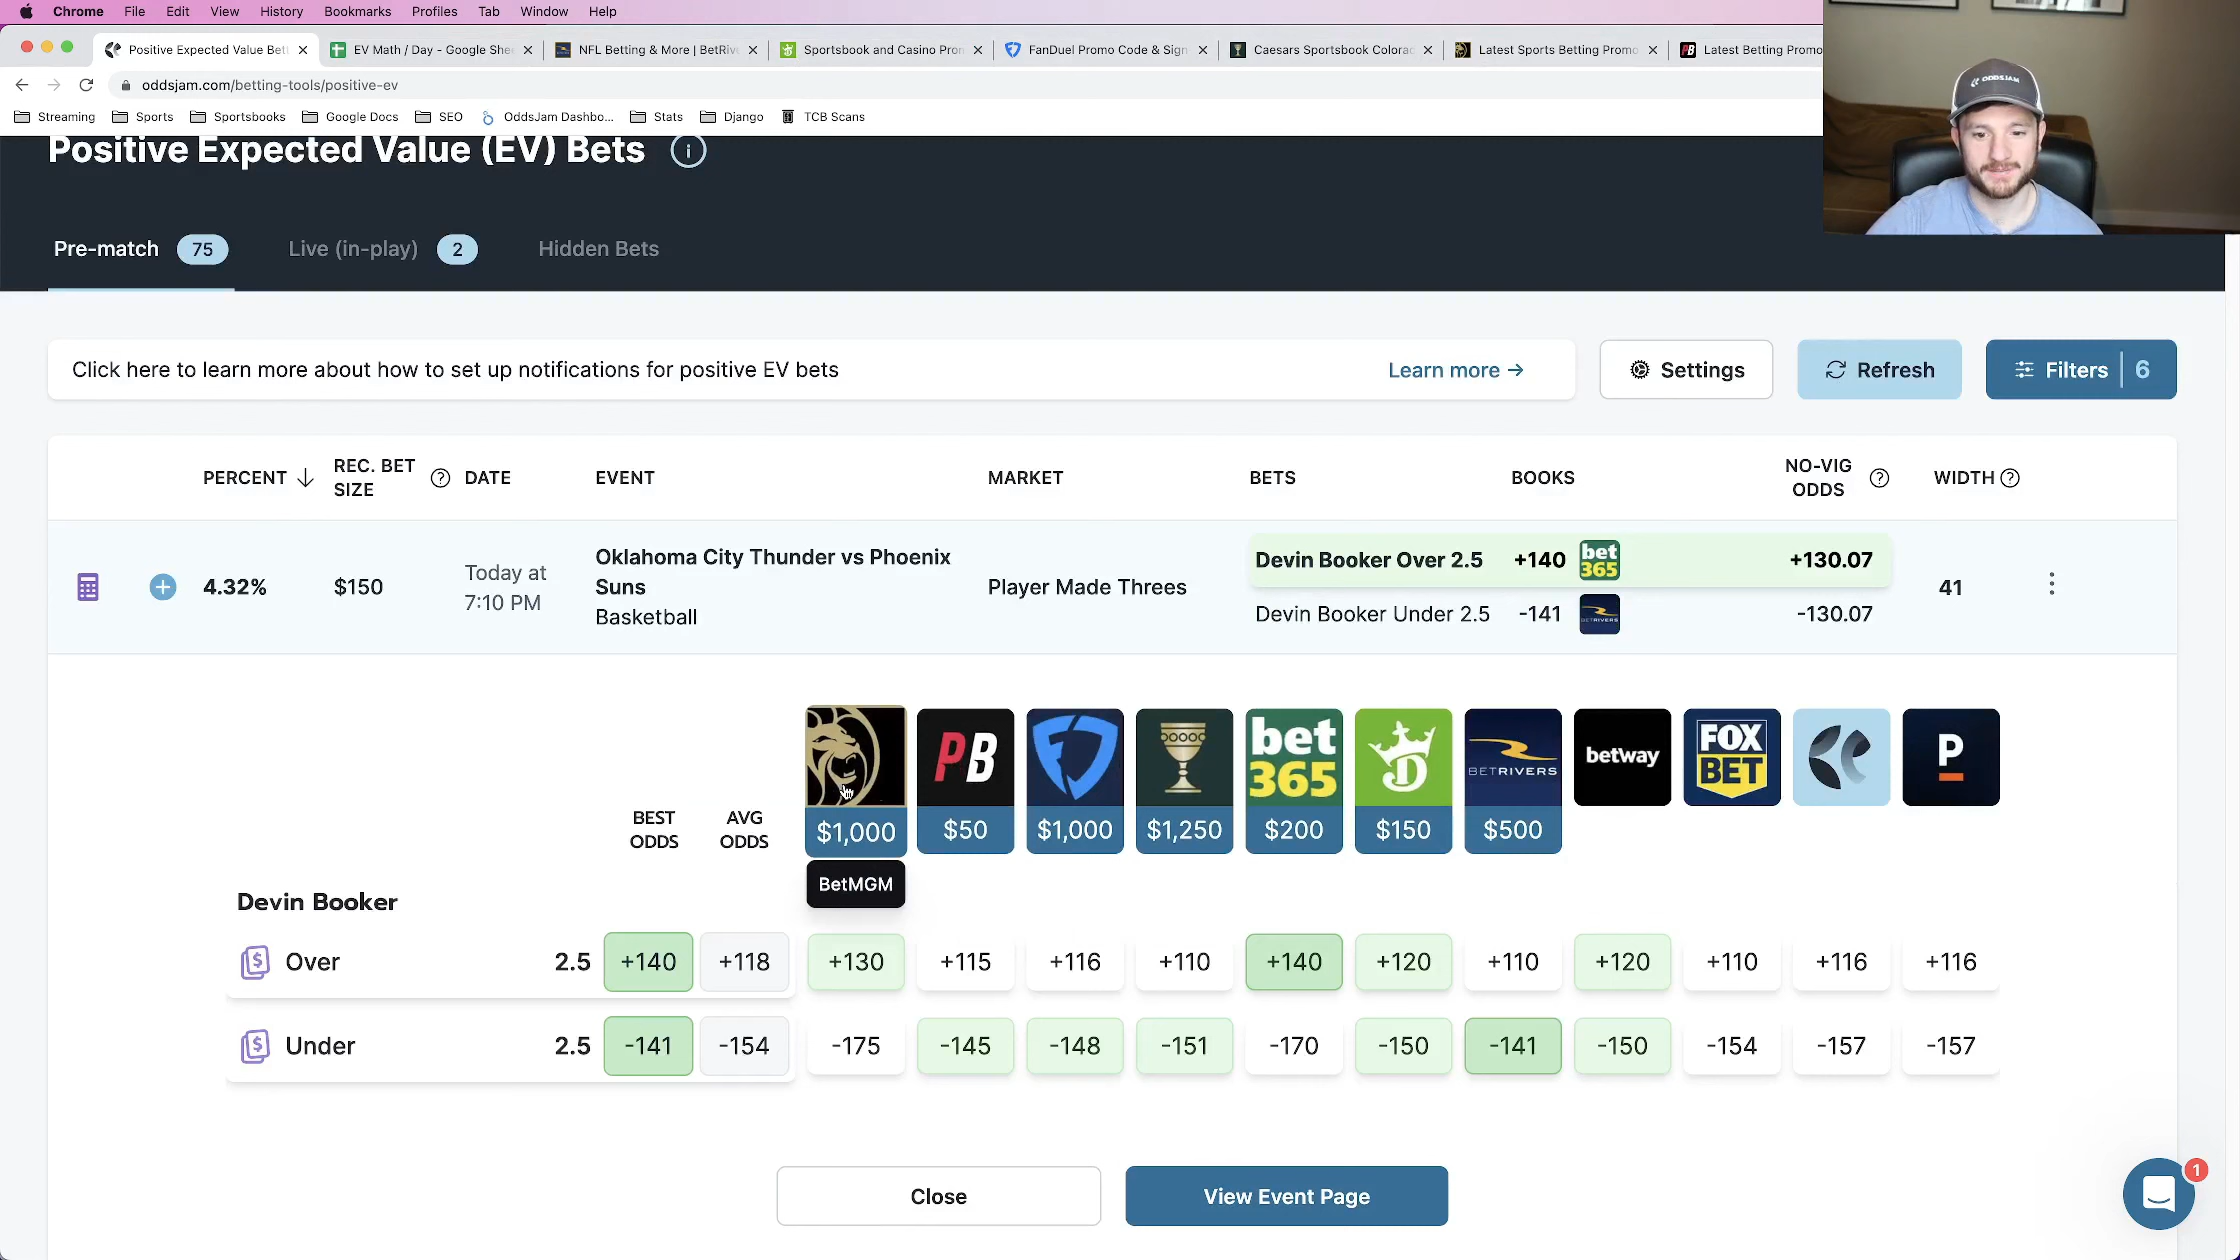 Chrome File Edit View History Bookmarks Profiles Tab Window Help
Positive Expected Value Bett EV Math / Day - Google Shee NFL Betting & More | BetRive Sportsbook and Casino Prom FanDuel Promo Code & Sign Caesars Sportsbook Colorad Latest Sports Betting Promo PB Latest Betting Promo
oddsjam.com/betting-tools/positive-ev
Streaming Sports Sportsbooks Google Docs SEO OddsJam Dashbo... Stats Django TCB Scans
ODDSJAM
Positive Expected Value (EV) Bets
Pre-match 75 Live (in-play) 2 Hidden Bets
Click here to learn more about how to set up notifications for positive EV bets Learn more → Settings Refresh Filters 6
PERCENT ↓ REC. BET SIZE DATE EVENT MARKET BETS BOOKS NO-VIG ODDS WIDTH
4.32% $150 Today at 7:10 PM Oklahoma City Thunder vs Phoenix Suns Basketball Player Made Threes Devin Booker Over 2.5 +140 bet 365 +130.07 41
Devin Booker Under 2.5 -141 BETRIVERS -130.07
PB bet 365 BETRIVERS betway FOX BET P
BEST ODDS AVG ODDS $1,000 $50 $1,000 $1,250 $200 $150 $500
BetMGM
Devin Booker
Over 2.5 +140 +118 +130 +115 +116 +110 +140 +120 +110 +120 +110 +116 +116
Under 2.5 -141 -154 -175 -145 -148 -151 -170 -150 -141 -150 -154 -157 -157
Close View Event Page
1